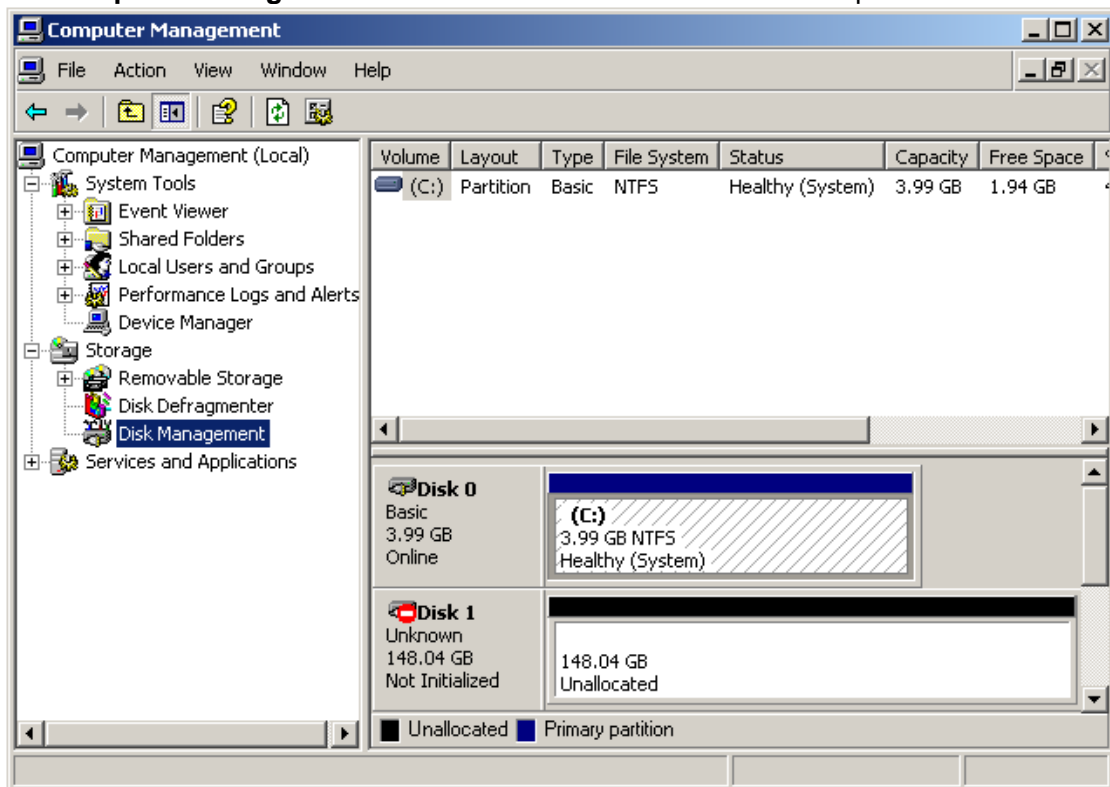 Computer Management
File Action View Window Help
Computer Management (Local)
System Tools
Event Viewer
Shared Folders
Local Users and Groups
Performance Logs and Alerts
Device Manager
Storage
Removable Storage
Disk Defragmenter
Disk Management
Services and Applications
Volume Layout Type File System Status Capacity Free Space
(C:) Partition Basic NTFS Healthy (System) 3.99 GB 1.94 GB
Disk 0
Basic
3.99 GB
Online
(C:)
3.99 GB NTFS
Healthy (System)
Disk 1
Unknown
148.04 GB
Not Initialized
148.04 GB
Unallocated
Unallocated Primary partition